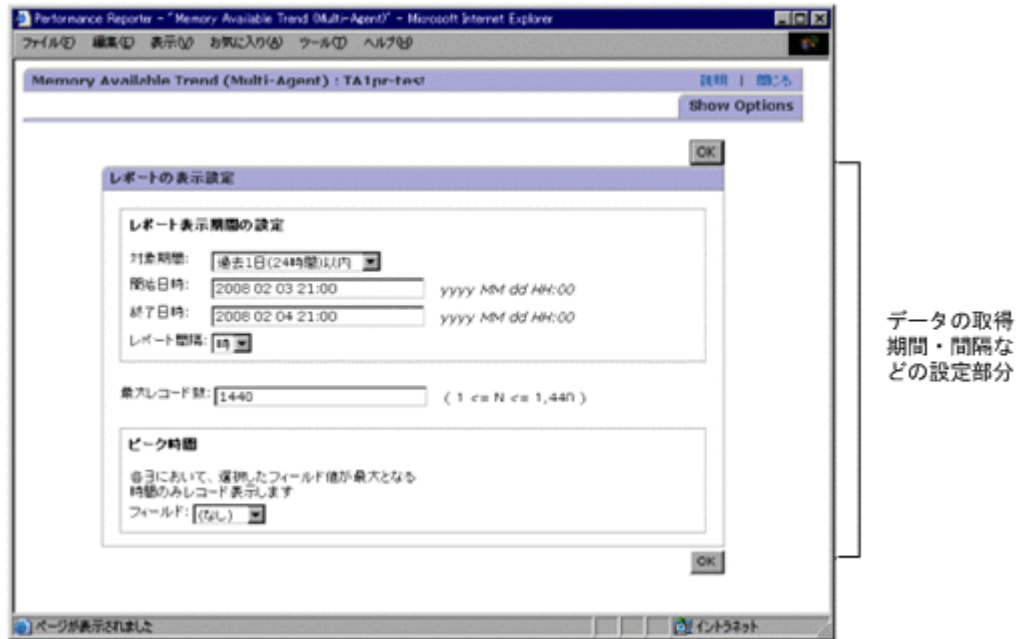 Performance Reporter - "Memory Available Trend (Multi-Agent)" - Microsoft Internet Explorer
ファイル(F) 編集(E) 表示(V) お気に入り(A) ツール(T) ヘルプ(H)
Memory Available Trend (Multi-Agent) : TA1pr-test 説明 | 閉じる
Show Options
OK
レポートの表示設定
レポート表示期間の設定
対象期間: 過去1日(24時間)以内
開始日時: 2008 02 03 21:00 yyyy MM dd HH:00
終了日時: 2008 02 04 21:00 yyyy MM dd HH:00
レポート間隔: 時
最大レコード数: 1440 ( 1 <= N <= 1,440 )
ピーク時間
各日において、選択したフィールド値が最大となる
時間のみレコード表示します
フィールド: (なし)
OK
ページが表示されました イントラネット
データの取得
期間・間隔な
どの設定部分